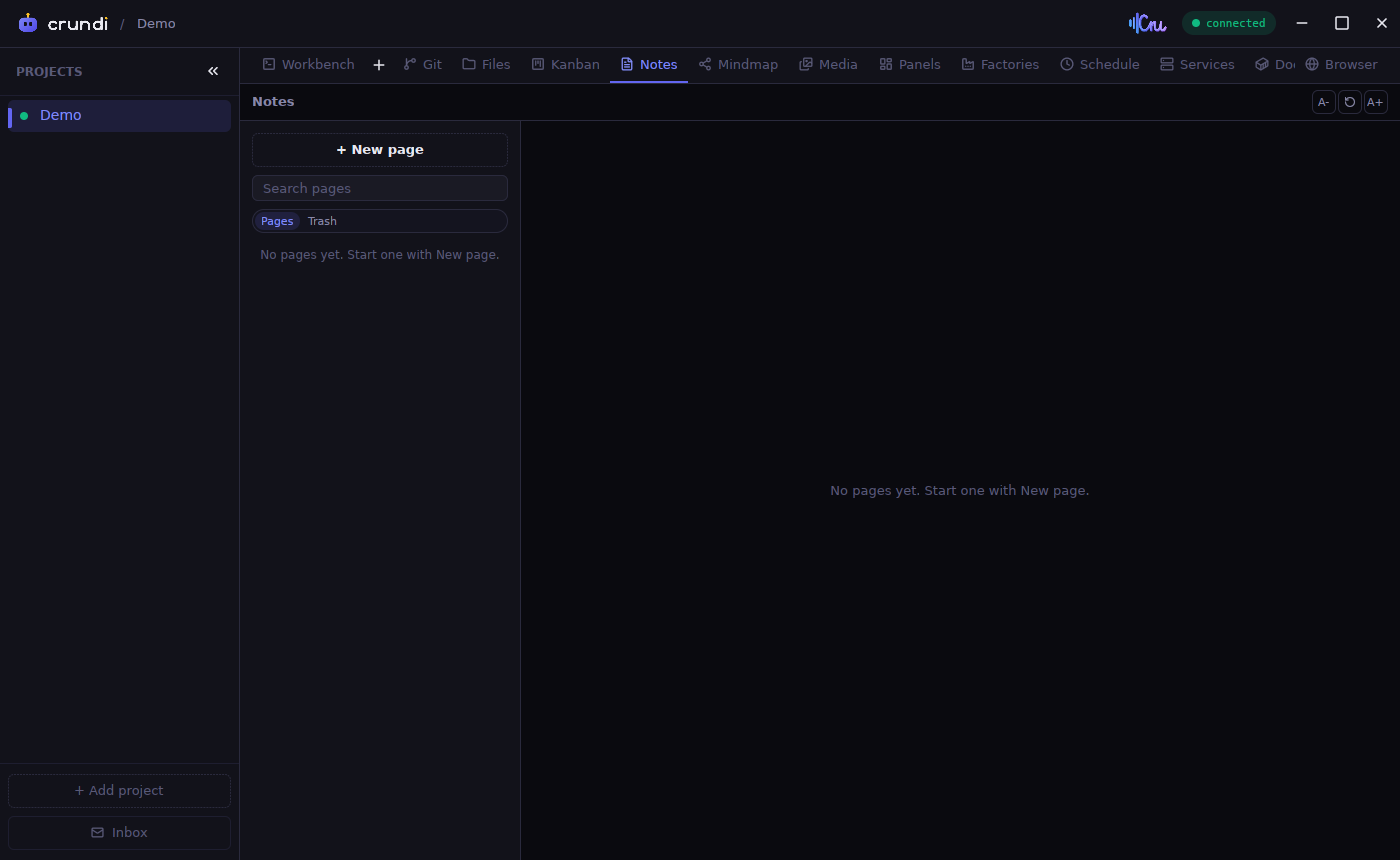 crundi / Demo
Cru
connected
PROJECTS
Demo
+ Add project
Inbox
Workbench + Git Files Kanban Notes Mindmap Media Panels Factories Schedule Services Browser
Notes
A- A+
+ New page
Search pages
Pages Trash
No pages yet. Start one with New page.
No pages yet. Start one with New page.